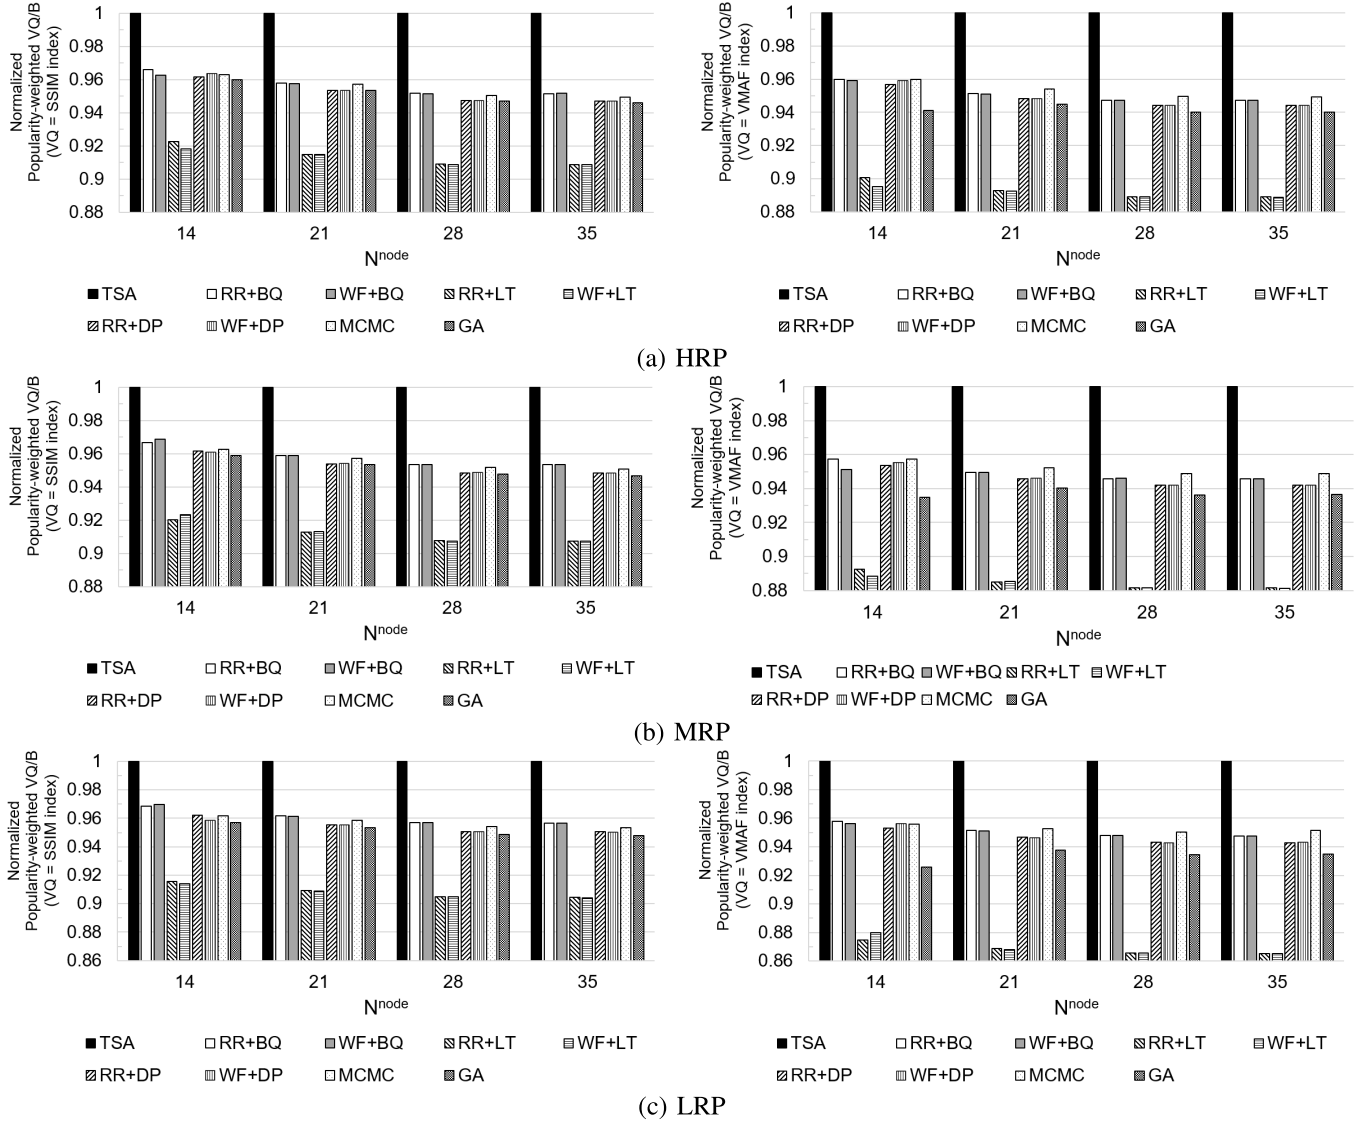 Normalized
Popularity-weighted VQ/B
(VQ = SSIM index)
1
0.98
0.96
0.94
0.92
0.9
0.88
14 21 28 35
Nnode
TSA RR+BQ WF+BQ RR+LT WF+LT
RR+DP WF+DP MCMC GA
Normalized
Popularity-weighted VQ/B
(VQ = VMAF index)
1
0.98
0.96
0.94
0.92
0.9
0.88
14 21 28 35
Nnode
TSA RR+BQ WF+BQ RR+LT WF+LT
RR+DP WF+DP MCMC GA
(a) HRP
Normalized
Popularity-weighted VQ/B
(VQ = SSIM index)
1
0.98
0.96
0.94
0.92
0.9
0.88
14 21 28 35
Nnode
TSA RR+BQ WF+BQ RR+LT WF+LT
RR+DP WF+DP MCMC GA
Normalized
Popularity-weighted VQ/B
(VQ = VMAF index)
1
0.98
0.96
0.94
0.92
0.9
0.88
14 21 28 35
Nnode
TSA RR+BQ WF+BQ RR+LT WF+LT
RR+DP WF+DP MCMC GA
(b) MRP
Normalized
Popularity-weighted VQ/B
(VQ = SSIM index)
1
0.98
0.96
0.94
0.92
0.9
0.88
0.86
14 21 28 35
Nnode
TSA RR+BQ WF+BQ RR+LT WF+LT
RR+DP WF+DP MCMC GA
Normalized
Popularity-weighted VQ/B
(VQ = VMAF index)
1
0.98
0.96
0.94
0.92
0.9
0.88
0.86
14 21 28 35
Nnode
TSA RR+BQ WF+BQ RR+LT WF+LT
RR+DP WF+DP MCMC GA
(c) LRP